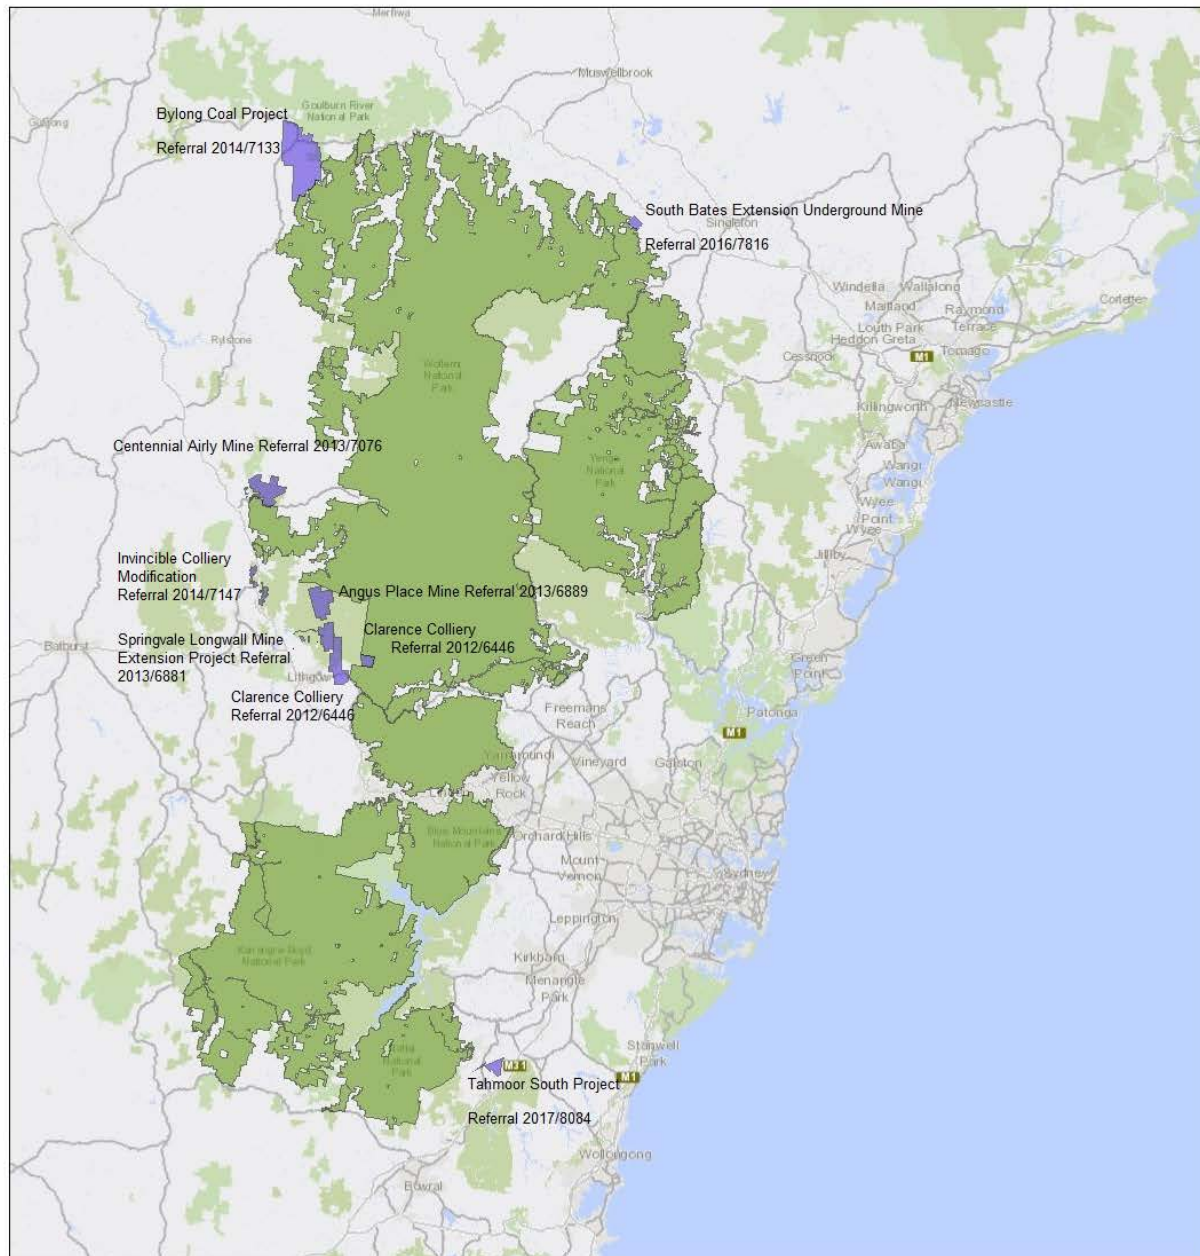 Merriwa
Muswellbrook
Bylong Coal Project
Goulburn River
National Park
Gulgong
Referral 2014/7133
South Bates Extension Underground Mine
Singleton
Referral 2016/7816
Windella Wallalong
Maitland
Corlette
Raymond
Terrace
Louth Park
Heddon Greta
Rylstone
Cessnock
M1
Tomago
Wollemi
National
Park
Newcastle
Killingworth
Centennial Airly Mine Referral 2013/7076
Awaba
Yengo
National
Park
Wangi
Wangi
Wyee
Point
Wyee
Jilliby
Invincible Colliery
Modification
Referral 2014/7147
Angus Place Mine Referral 2013/6889
Clarence Colliery
Referral 2012/6446
Springvale Longwall Mine
Extension Project Referral
2013/6881
Bathurst
Lithgow
Green
Point
Clarence Colliery
Referral 2012/6446
Freemans
Reach
Patonga
M1
Yarramundi
Vineyard
Galston
Yellow
Rock
Linden
Blue Mountains
National Park
Orchard Hills
Mount
Vernon
Sydney
Leppington
Kanangra-Boyd
National Park
Kirkham
Menangle
Park
Stanwell
Park
Nattai
National
Park
M31
M1
Tahmoor South Project
Referral 2017/8084
Wollongong
Bowral